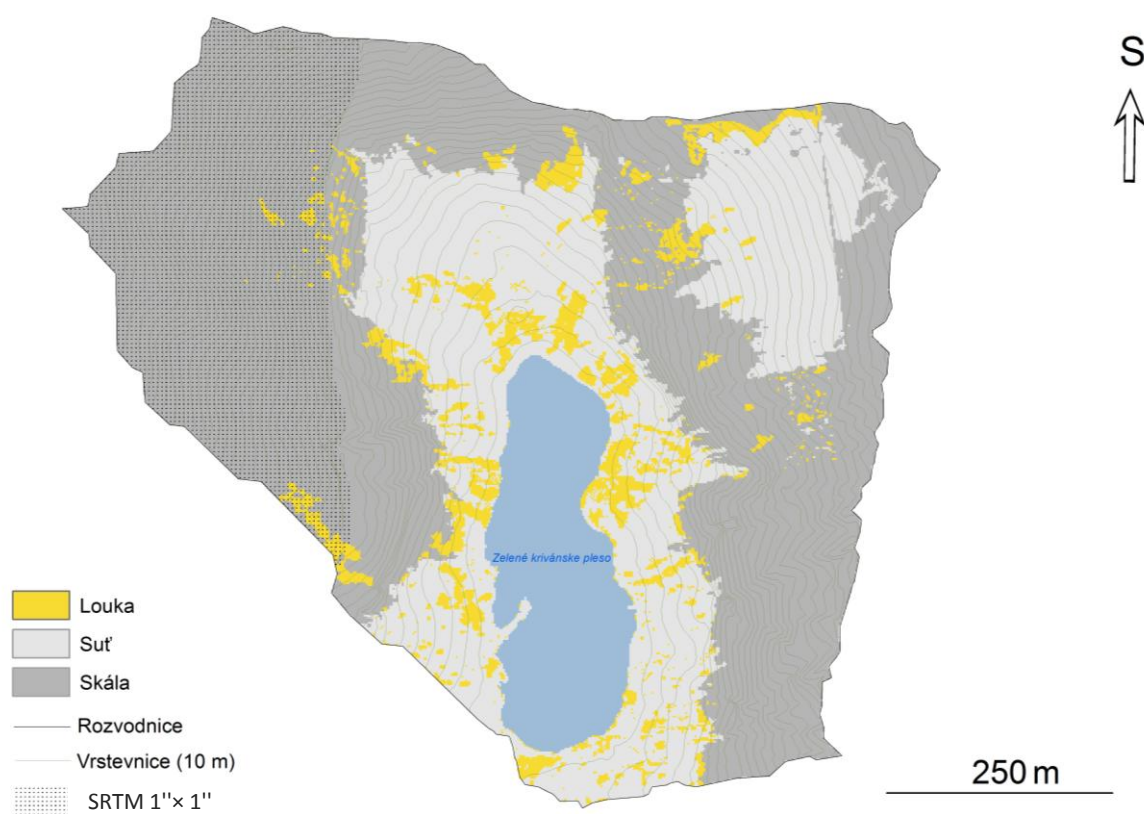 S
Zelené krivánske pleso
Louka
Suť
Skála
Rozvodnice
Vrstevnice (10 m)
SRTM 1''× 1''
250 m